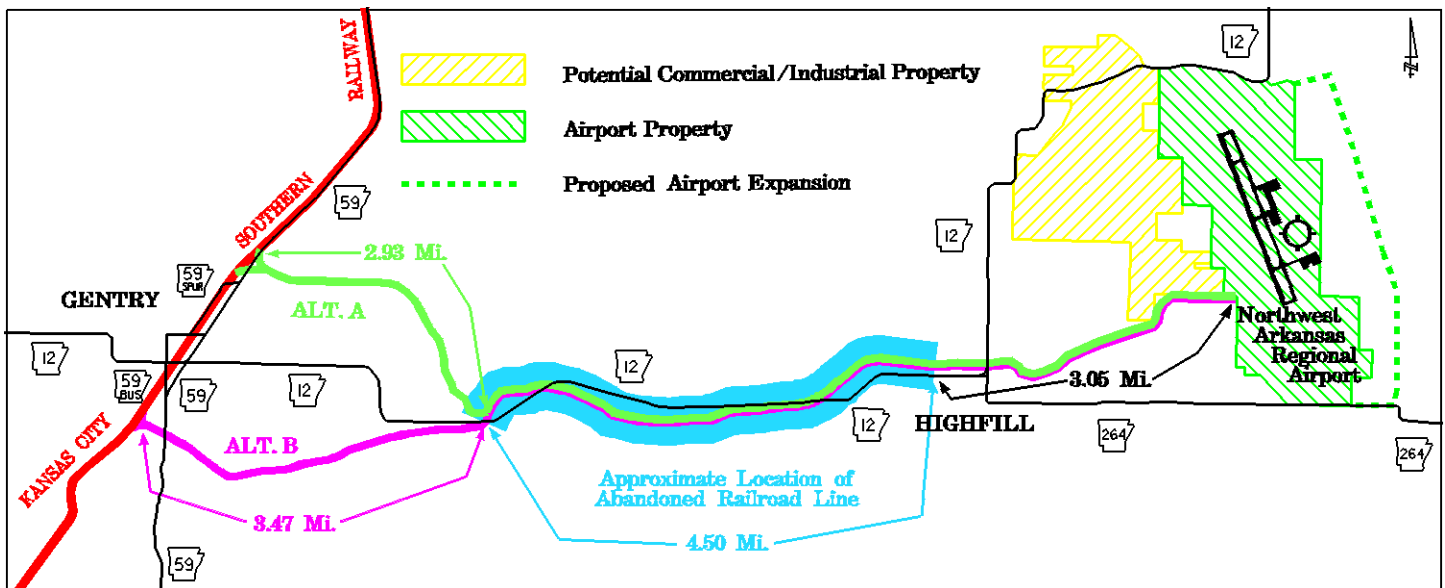 RAILWAY
SOUTHERN
KANSAS CITY
Potential Commercial/Industrial Property
Airport Property
Proposed Airport Expansion
12
N
59
12
2.93 Mi.
59
SPUR
GENTRY
ALT. A
Northwest
Arkansas
Regional
Airport
12
59
BUS
59
12
12
3.05 Mi.
12
HIGHFILL
264
264
ALT. B
Approximate Location of
Abandoned Railroad Line
3.47 Mi.
4.50 Mi.
59